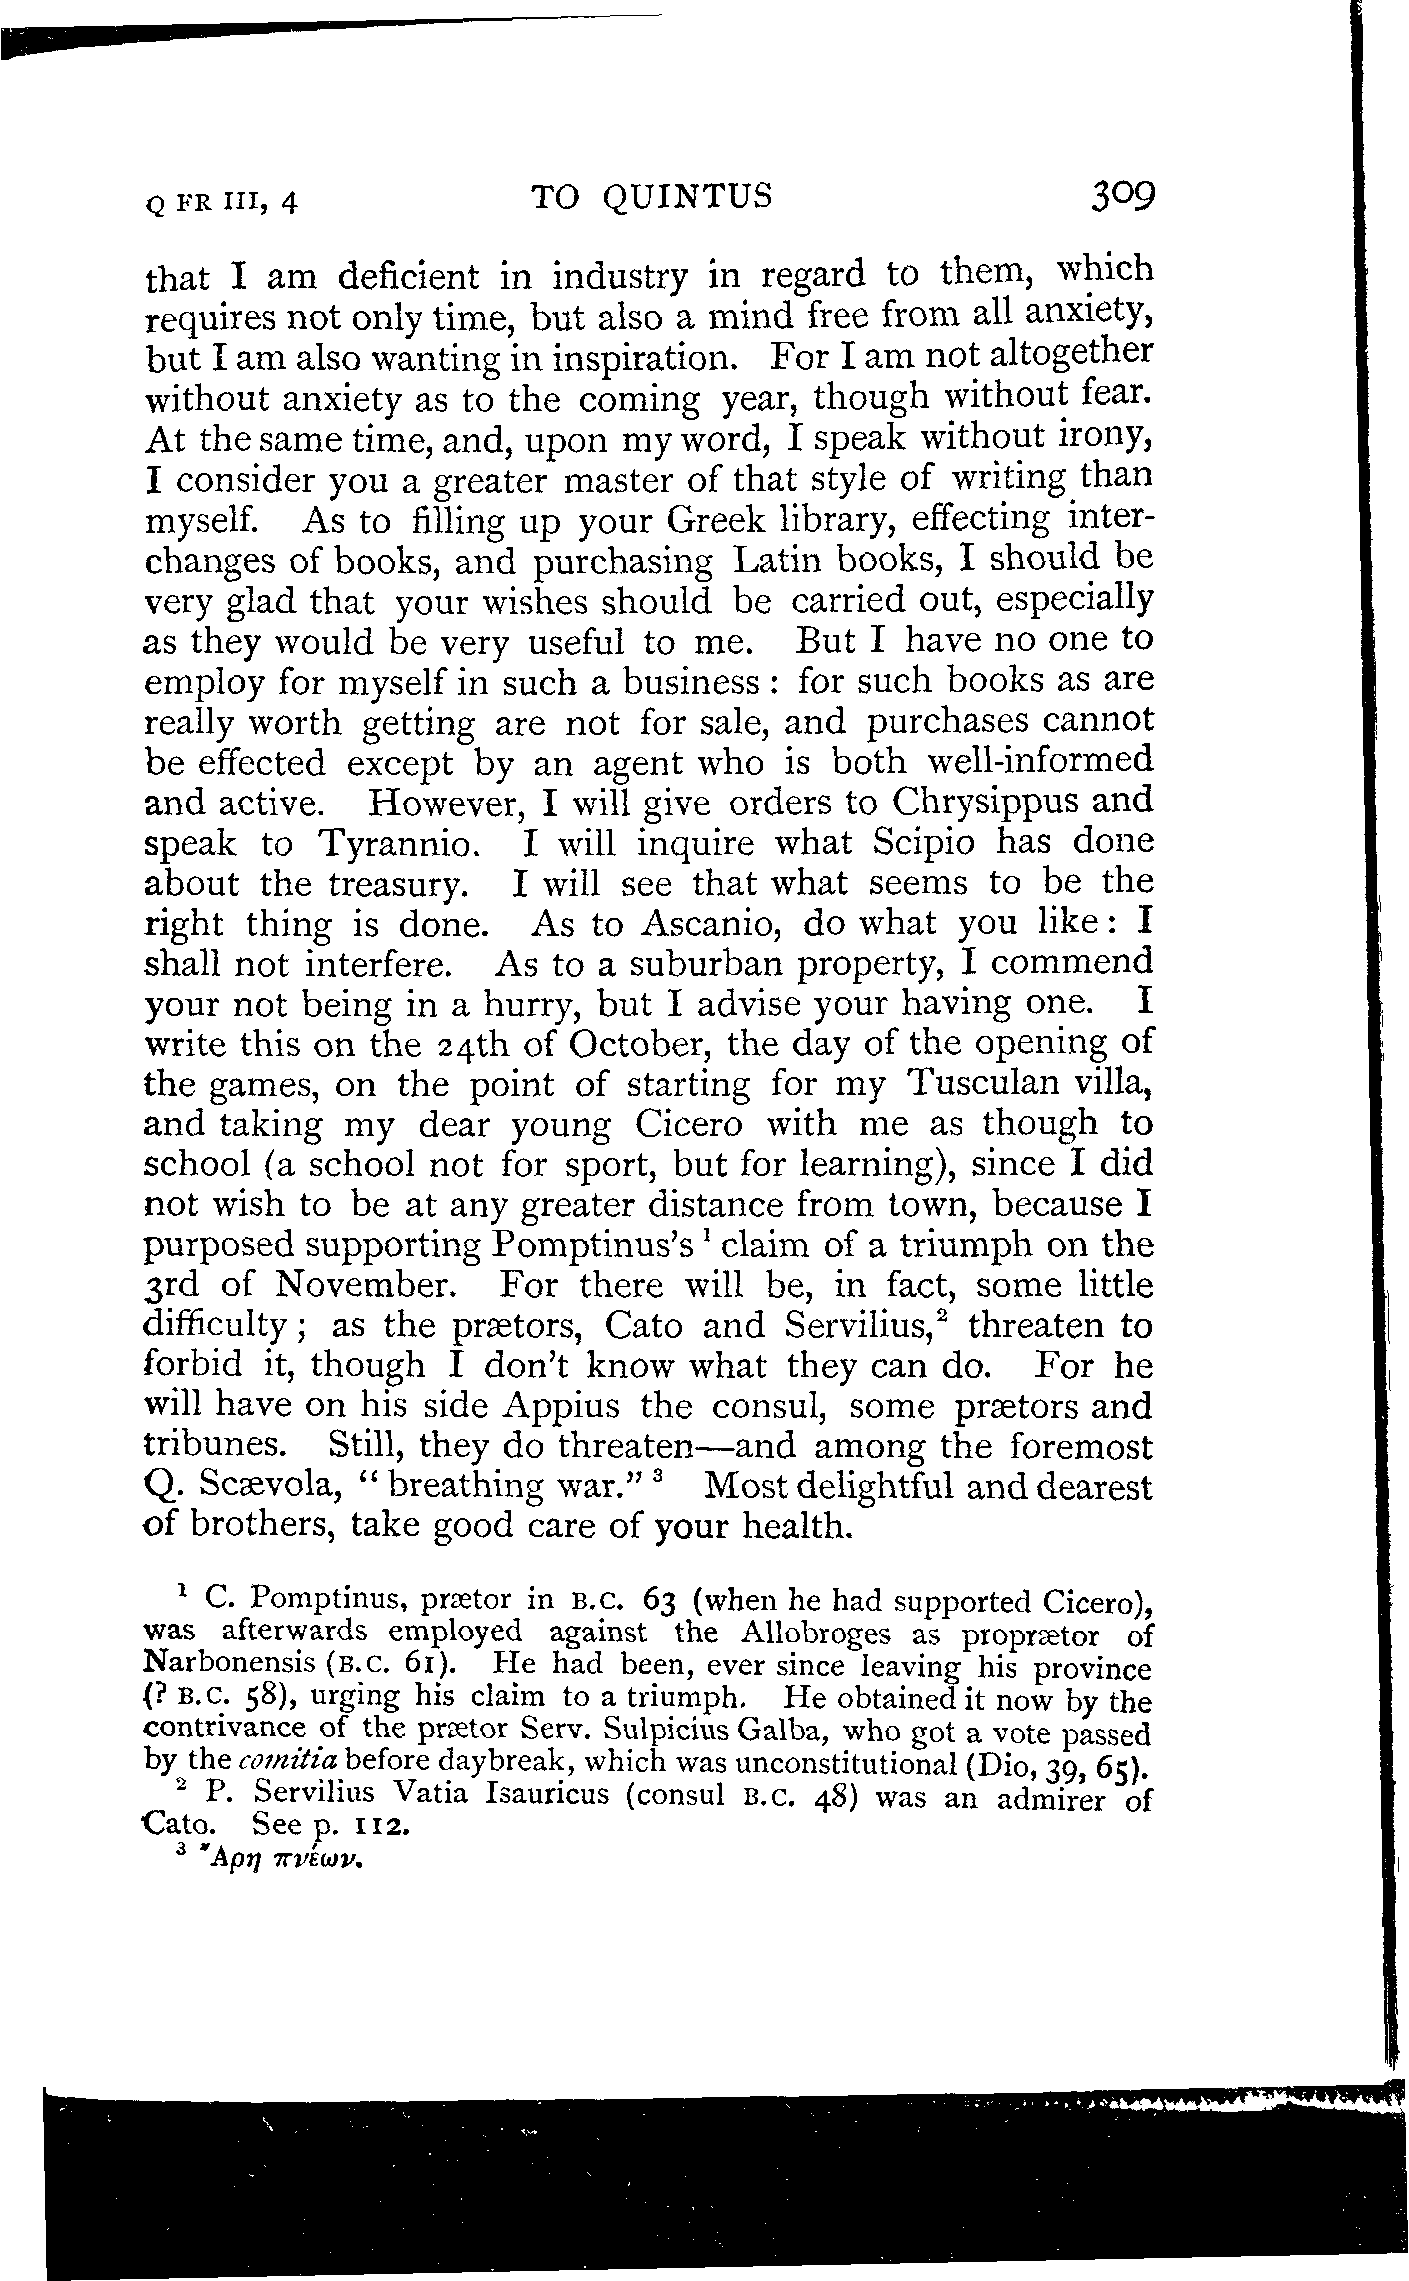 Q FR III, 4 TO QUINTUS 309
that I am deficient in industry in regard to them, which
requires not only time, but also a mind free from all anxiety,
but I am also wanting in inspiration. For I am not altogether
without anxiety as to the coming year, though without fear.
At the same time, and, upon my word, I speak without irony,
I consider you a greater master of that style of writing than
myself. As to filling up your Greek library, effecting inter-
changes of books, and purchasing Latin books, I should be
very glad that your wishes should be carried out, especially
as they would be very useful to me. But I have no one to
employ for myself in such a business : for such books as are
really worth getting are not for sale, and purchases cannot
be effected except by an agent who is both well-informed
and active. However, I will give orders to Chrysippus and
speak to Tyrannio. I will inquire what Scipio has done
about the treasury. I will see that what seems to be the
right thing is done. As to Ascanio, do what you like : I
shall not interfere. As to a suburban property, I commend
your not being in a hurry, but I advise your having one. I
write this on the 24th of October, the day of the opening of
the games, on the point of starting for my Tusculan villa,
and taking my dear young Cicero with me as though to
school (a school not for sport, but for learning), since I did
not wish to be at any greater distance from town, because I
purposed supporting Pomptinus's ¹ claim of a triumph on the
3rd of November. For there will be, in fact, some little
difficulty ; as the prætors, Cato and Servilius,² threaten to
forbid it, though I don't know what they can do. For he
will have on his side Appius the consul, some prætors and
tribunes. Still, they do threaten—and among the foremost
Q. Scævola, “ breathing war.” ³ Most delightful and dearest
of brothers, take good care of your health.
¹ C. Pomptinus, prætor in B.C. 63 (when he had supported Cicero),
was afterwards employed against the Allobroges as proprætor of
Narbonensis (B.C. 61). He had been, ever since leaving his province
(? B.C. 58), urging his claim to a triumph. He obtained it now by the
contrivance of the prætor Serv. Sulpicius Galba, who got a vote passed
by the comitia before daybreak, which was unconstitutional (Dio, 39, 65).
² P. Servilius Vatia Isauricus (consul B.C. 48) was an admirer of
Cato. See p. 112.
³ Ἄρη πνέων.